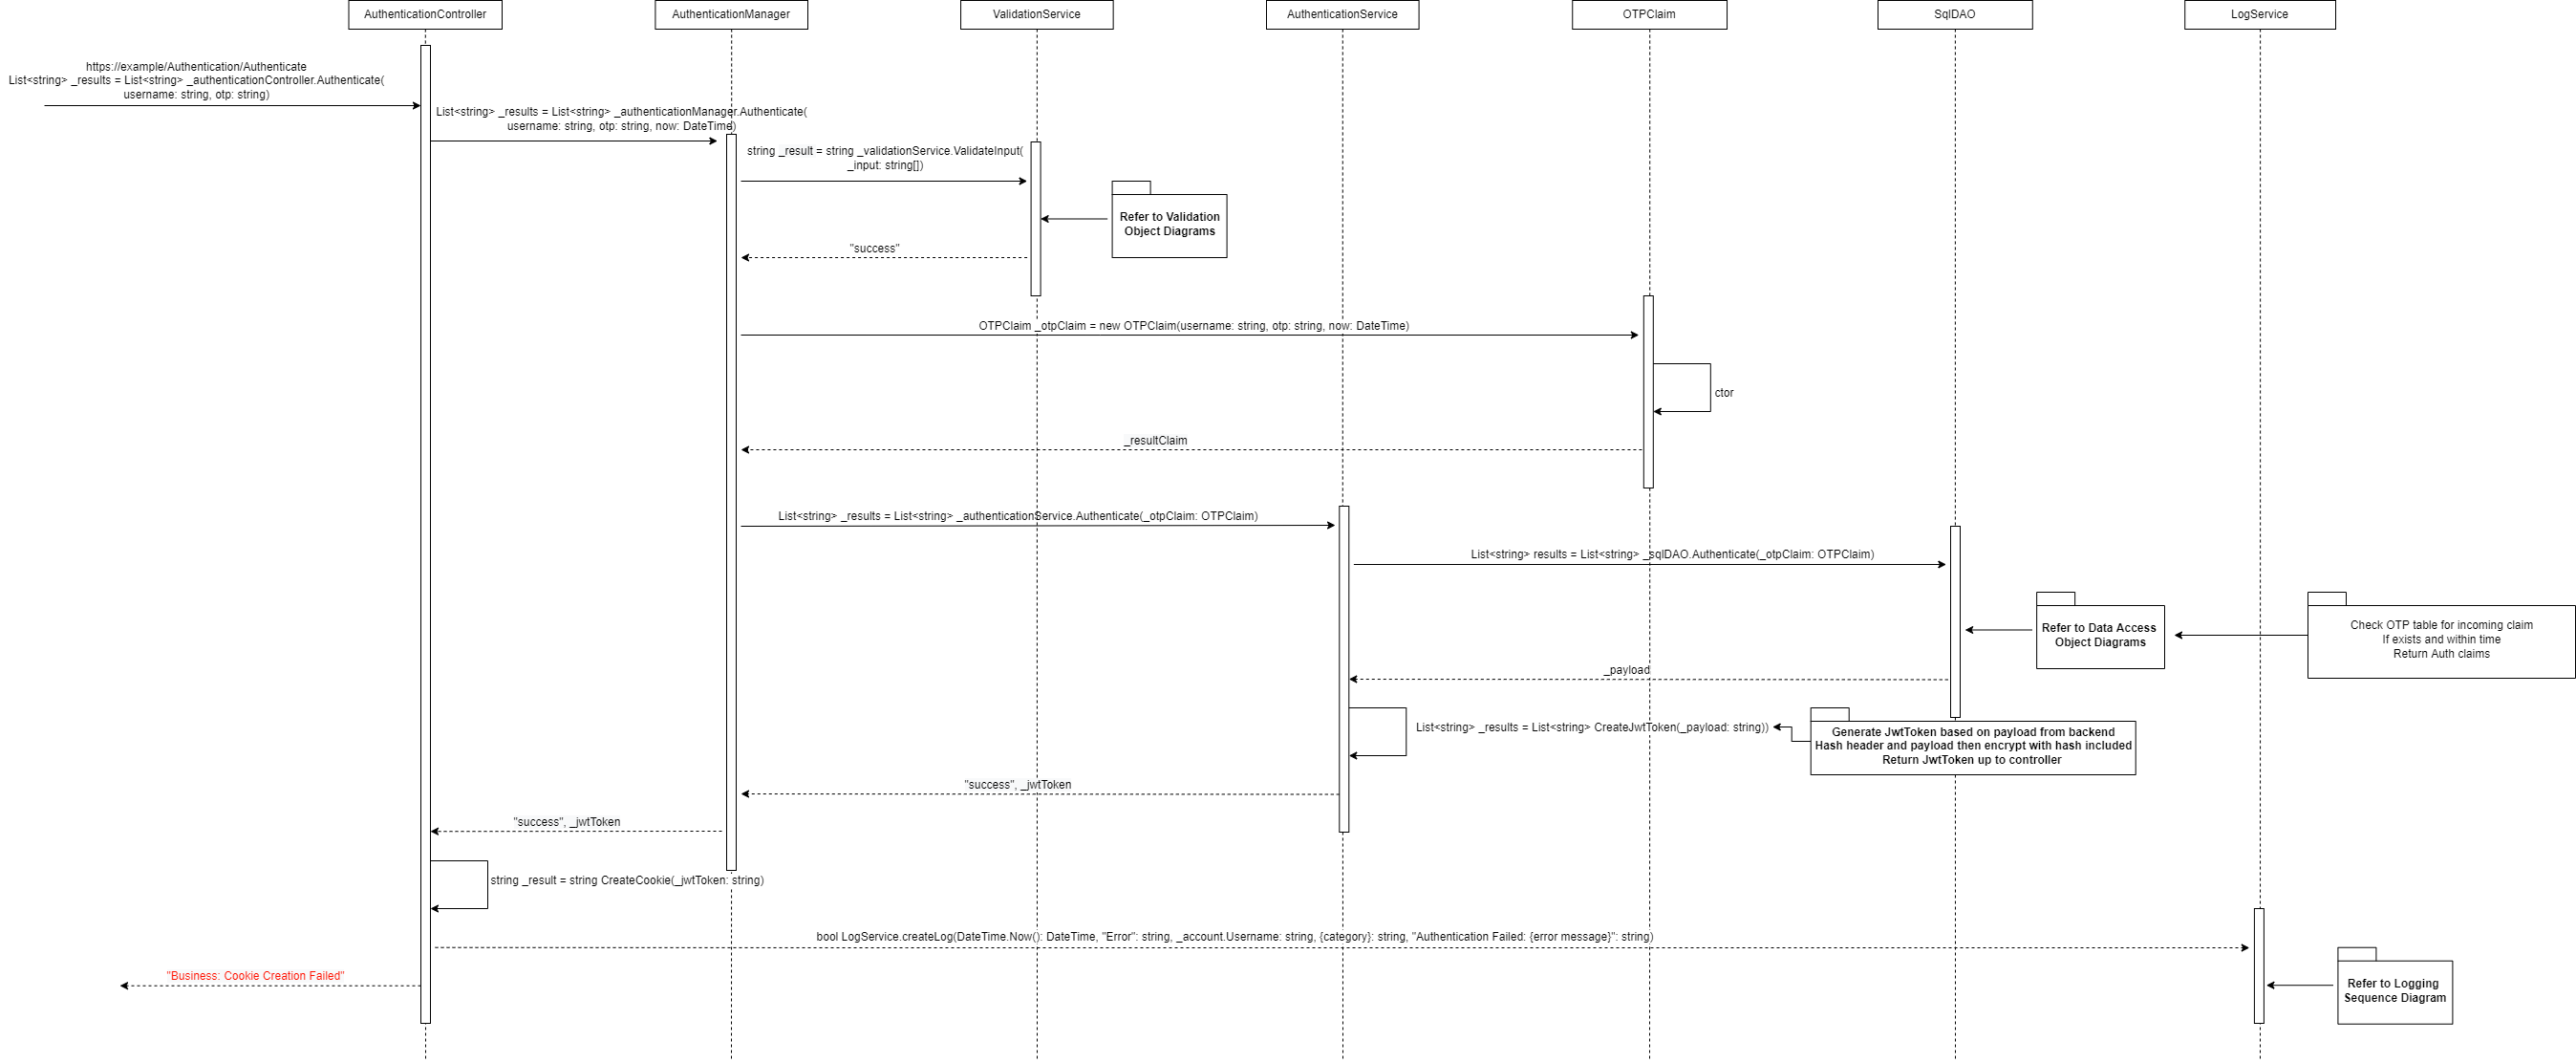 AuthenticationController
AuthenticationManager
ValidationService
AuthenticationService
OTPClaim
SqlDAO
LogService
https://example/Authentication/Authenticate
List<string> _results = List<string> _authenticationController.Authenticate(
username: string, otp: string)
List<string> _results = List<string> _authenticationManager.Authenticate(
username: string, otp: string, now: DateTime)
string _result = string _validationService.ValidateInput(
_input: string[])
Refer to Validation
Object Diagrams
"success"
OTPClaim _otpClaim = new OTPClaim(username: string, otp: string, now: DateTime)
ctor
_resultClaim
List<string> _results = List<string> _authenticationService.Authenticate(_otpClaim: OTPClaim)
List<string> results = List<string> _sqlDAO.Authenticate(_otpClaim: OTPClaim)
Refer to Data Access
Object Diagrams
Check OTP table for incoming claim
If exists and within time
Return Auth claims
_payload
List<string> _results = List<string> CreateJwtToken(_payload: string))
Generate JwtToken based on payload from backend
Hash header and payload then encrypt with hash included
Return JwtToken up to controller
"success", _jwtToken
"success", _jwtToken
string _result = string CreateCookie(_jwtToken: string)
bool LogService.createLog(DateTime.Now(): DateTime, "Error": string, _account.Username: string, {category}: string, "Authentication Failed: {error message}": string)
"Business: Cookie Creation Failed"
Refer to Logging
Sequence Diagram